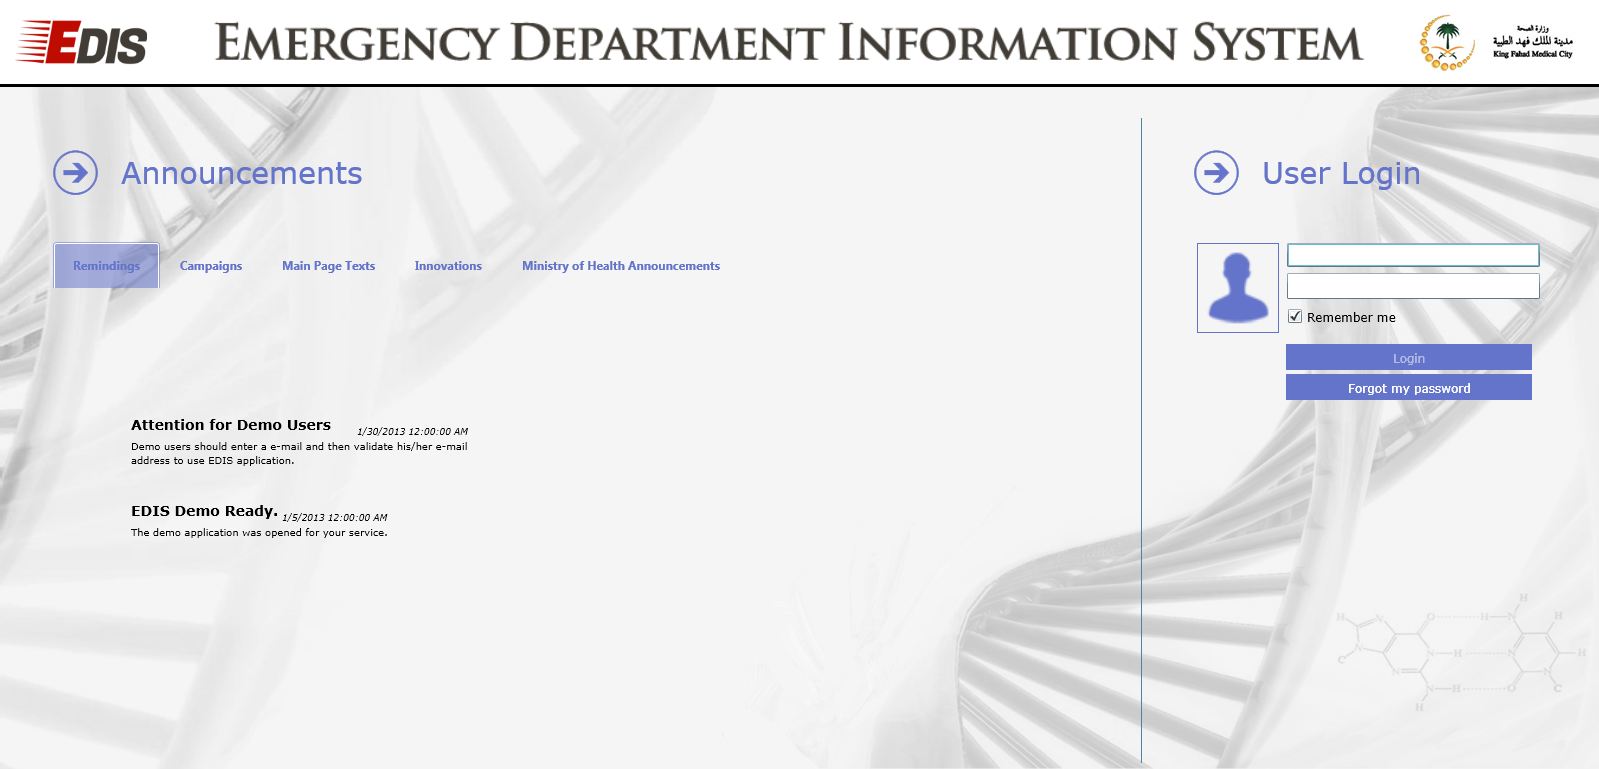 EDIS
EMERGENCY DEPARTMENT INFORMATION SYSTEM
وزارة الصحة
مدينة الملك فهد الطبية
King Fahad Medical City
Announcements
Remindings
Campaigns
Main Page Texts
Innovations
Ministry of Health Announcements
Attention for Demo Users
1/30/2013 12:00:00 AM
Demo users should enter a e-mail and then validate his/her e-mail
address to use EDIS application.
EDIS Demo Ready.
1/5/2013 12:00:00 AM
The demo application was opened for your service.
User Login
Remember me
Login
Forgot my password
H
H
H N O H N H
N N H N H
C N N O N C
N H O
H